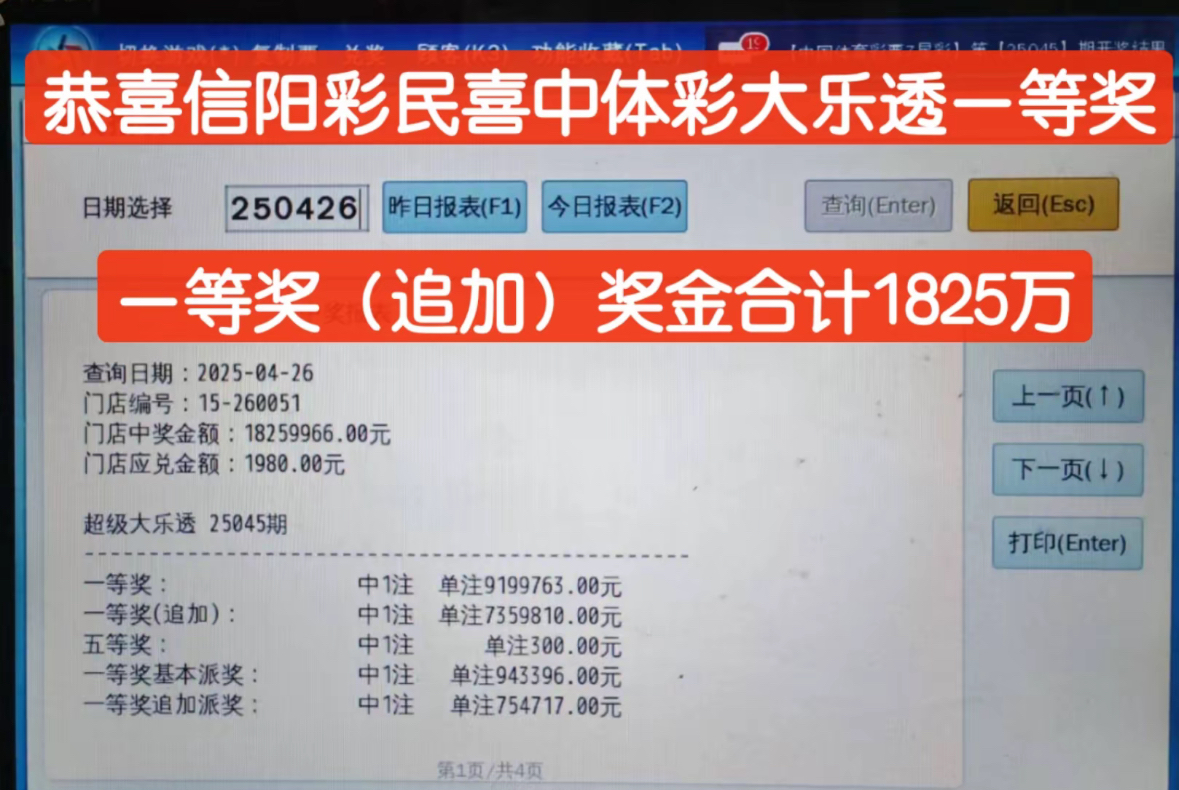 恭喜信阳彩民喜中体彩大乐透一等奖
日期选择 250426 昨日报表(F1) 今日报表(F2) 查询(Enter) 返回(Esc)
一等奖（追加）奖金合计1825万
查询日期：2025-04-26
门店编号：15-260051
门店中奖金额：18259966.00元
门店应兑金额：1980.00元
超级大乐透 25045期
一等奖： 中1注 单注9199763.00元
一等奖(追加)： 中1注 单注7359810.00元
五等奖： 中1注 单注300.00元
一等奖基本派奖： 中1注 单注943396.00元
一等奖追加派奖： 中1注 单注754717.00元
上一页(↑)
下一页(↓)
打印(Enter)
第1页/共4页